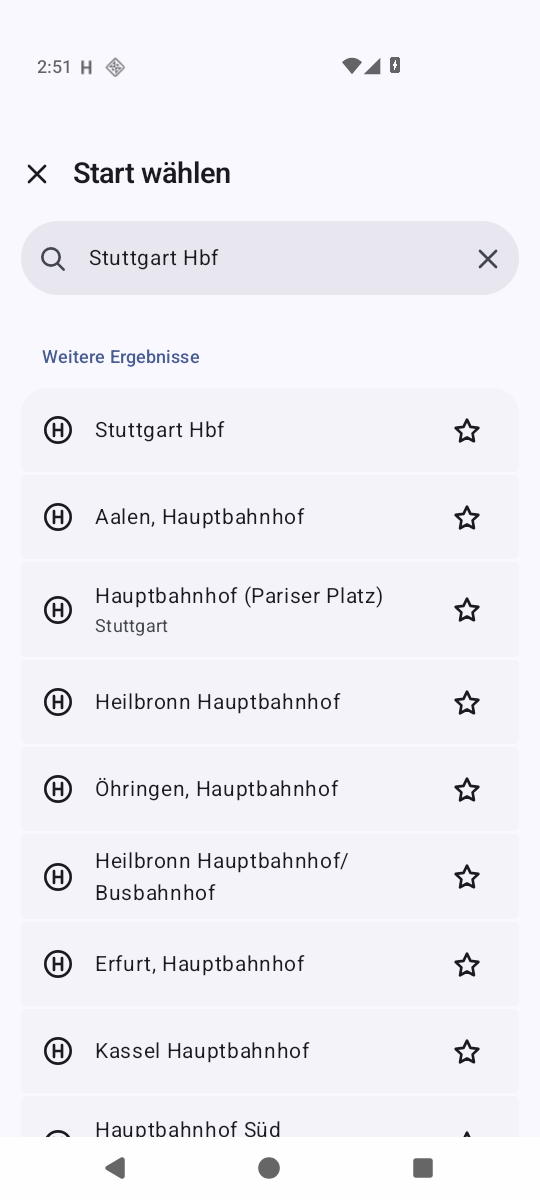 2:51 H
Start wählen
Stuttgart Hbf
Weitere Ergebnisse
H Stuttgart Hbf
H Aalen, Hauptbahnhof
H Hauptbahnhof (Pariser Platz)
Stuttgart
H Heilbronn Hauptbahnhof
H Öhringen, Hauptbahnhof
H Heilbronn Hauptbahnhof/
Busbahnhof
H Erfurt, Hauptbahnhof
H Kassel Hauptbahnhof
Hauptbahnhof Süd